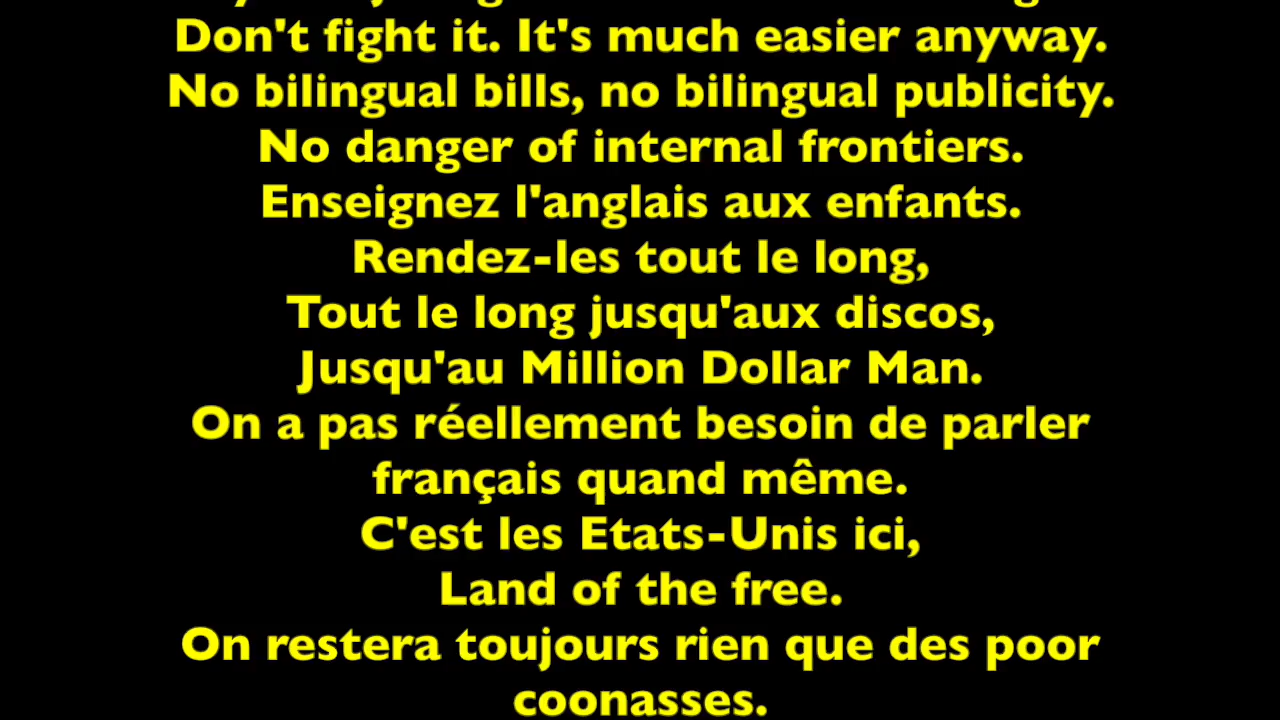 Don't fight it. It's much easier anyway.
No bilingual bills, no bilingual publicity.
No danger of internal frontiers.
Enseignez l'anglais aux enfants.
Rendez-les tout le long,
Tout le long jusqu'aux discos,
Jusqu'au Million Dollar Man.
On a pas réellement besoin de parler
français quand même.
C'est les Etats-Unis ici,
Land of the free.
On restera toujours rien que des poor
coonasses.